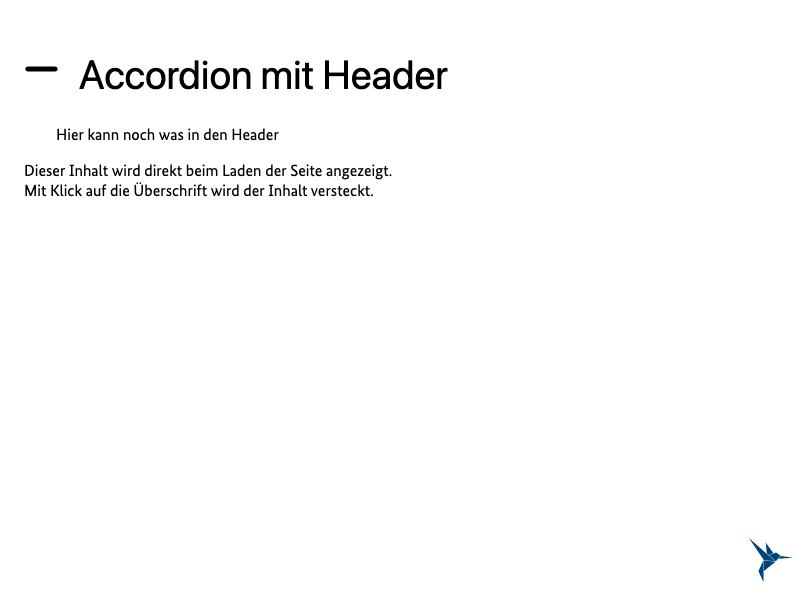 Accordion mit Header
Hier kann noch was in den Header
Dieser Inhalt wird direkt beim Laden der Seite angezeigt.
Mit Klick auf die Überschrift wird der Inhalt versteckt.